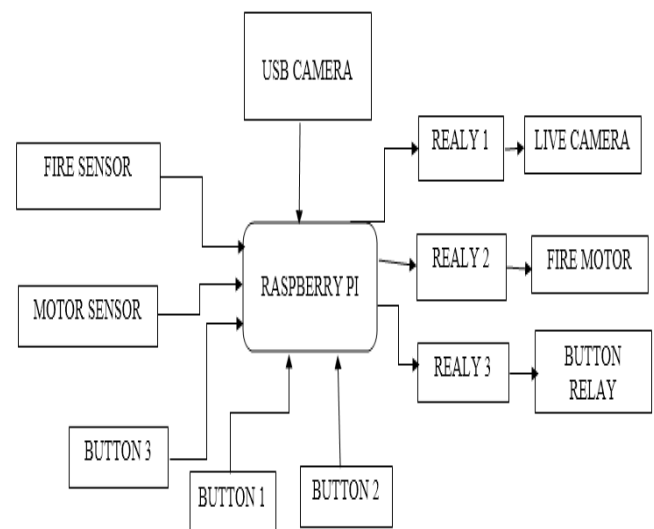 USB CAMERA
REALY 1
LIVE CAMERA
FIRE SENSOR
REALY 2
FIRE MOTOR
RASPBERRY PI
MOTOR SENSOR
REALY 3
BUTTON
RELAY
BUTTON 3
BUTTON 1
BUTTON 2